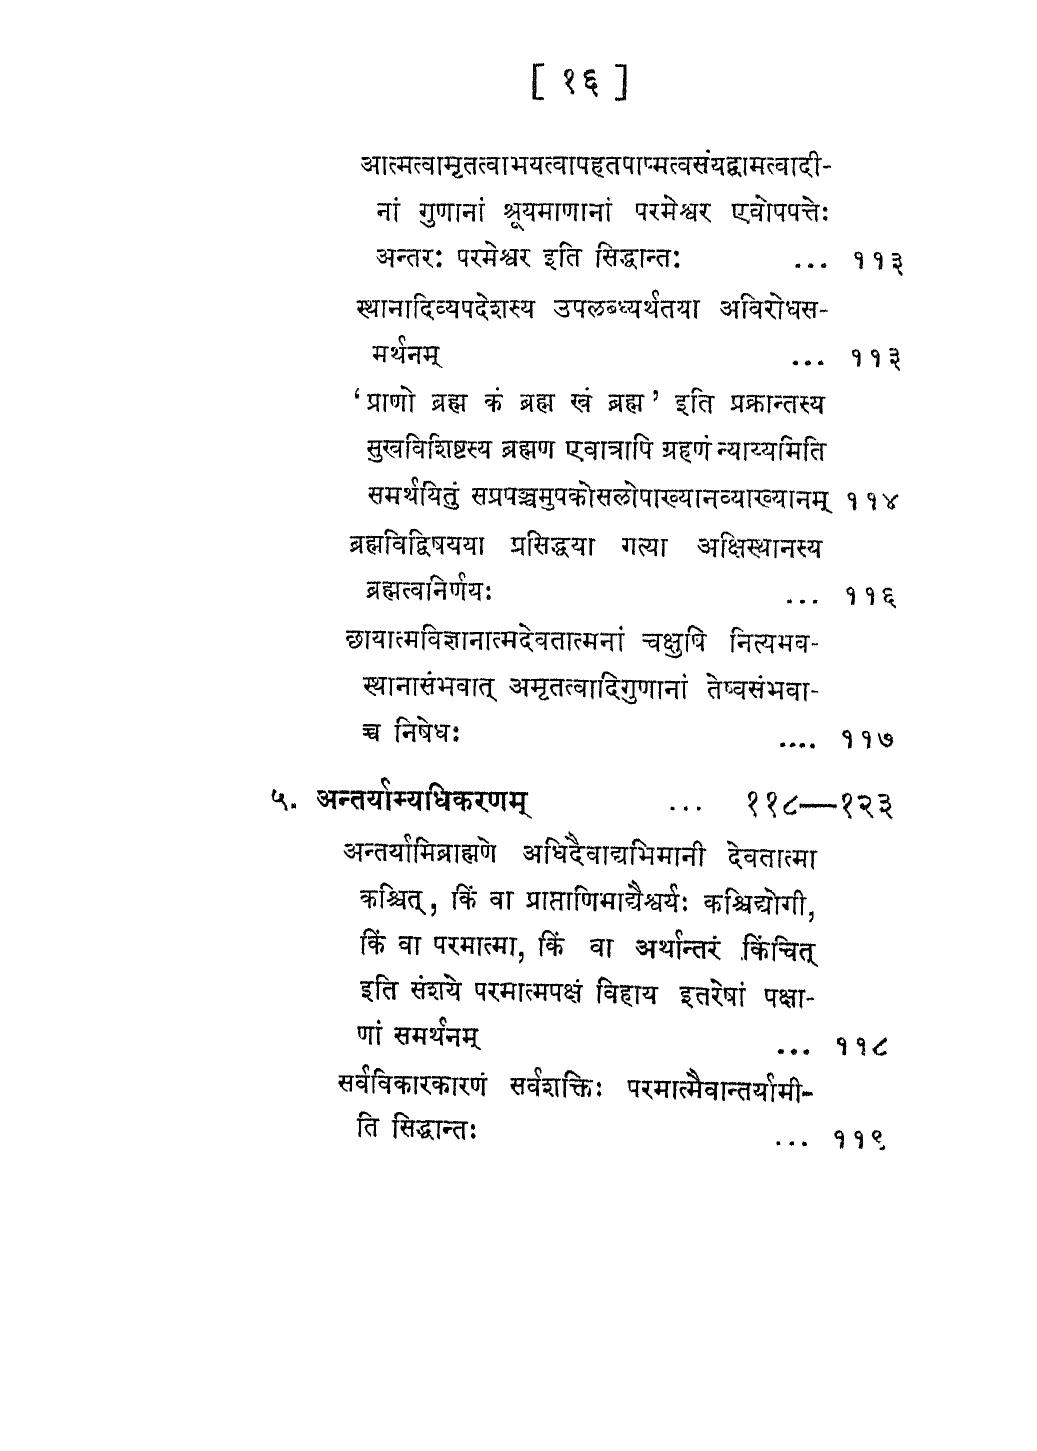 [ १६ ]
आत्मत्वामृतत्वाभयत्वापहतपाप्मत्वसंयद्वामत्वादी-
नां गुणानां श्रूयमाणानां परमेश्वर एवोपपत्तेः
अन्तरः परमेश्वर इति सिद्धान्तः ... ११३
स्थानादिव्यपदेशस्य उपलब्ध्यर्थतया अविरोधस-
मर्थनम् ... ११३
‘प्राणो ब्रह्म कं ब्रह्म खं ब्रह्म’ इति प्रक्रान्तस्य
सुखविशिष्टस्य ब्रह्मण एवात्रापि ग्रहणं न्याय्यमिति
समर्थयितुं सप्रपञ्चमुपकोसलोपाख्यानव्याख्यानम् ११४
ब्रह्मविद्विषयया प्रसिद्धया गत्या अक्षिस्थानस्य
ब्रह्मत्वनिर्णयः ... ११६
छायात्मविज्ञानात्मदेवतात्मनां चक्षुषि नित्यमव-
स्थानासंभवात् अमृतत्वादिगुणानां तेष्वसंभवा-
च्च निषेधः .... ११७
५. अन्तर्याम्यधिकरणम् ... ११८—१२३
अन्तर्यामिब्राह्मणे अधिदैवाद्यभिमानी देवतात्मा
कश्चित्, किं वा प्राप्ताणिमाद्यैश्वर्यः कश्चिद्योगी,
किं वा परमात्मा, किं वा अर्थान्तरं किंचित्
इति संशये परमात्मपक्षं विहाय इतरेषां पक्षा-
णां समर्थनम् ... ११८
सर्वविकारकारणं सर्वशक्तिः परमात्मैवान्तर्यामी-
ति सिद्धान्तः ... ११९